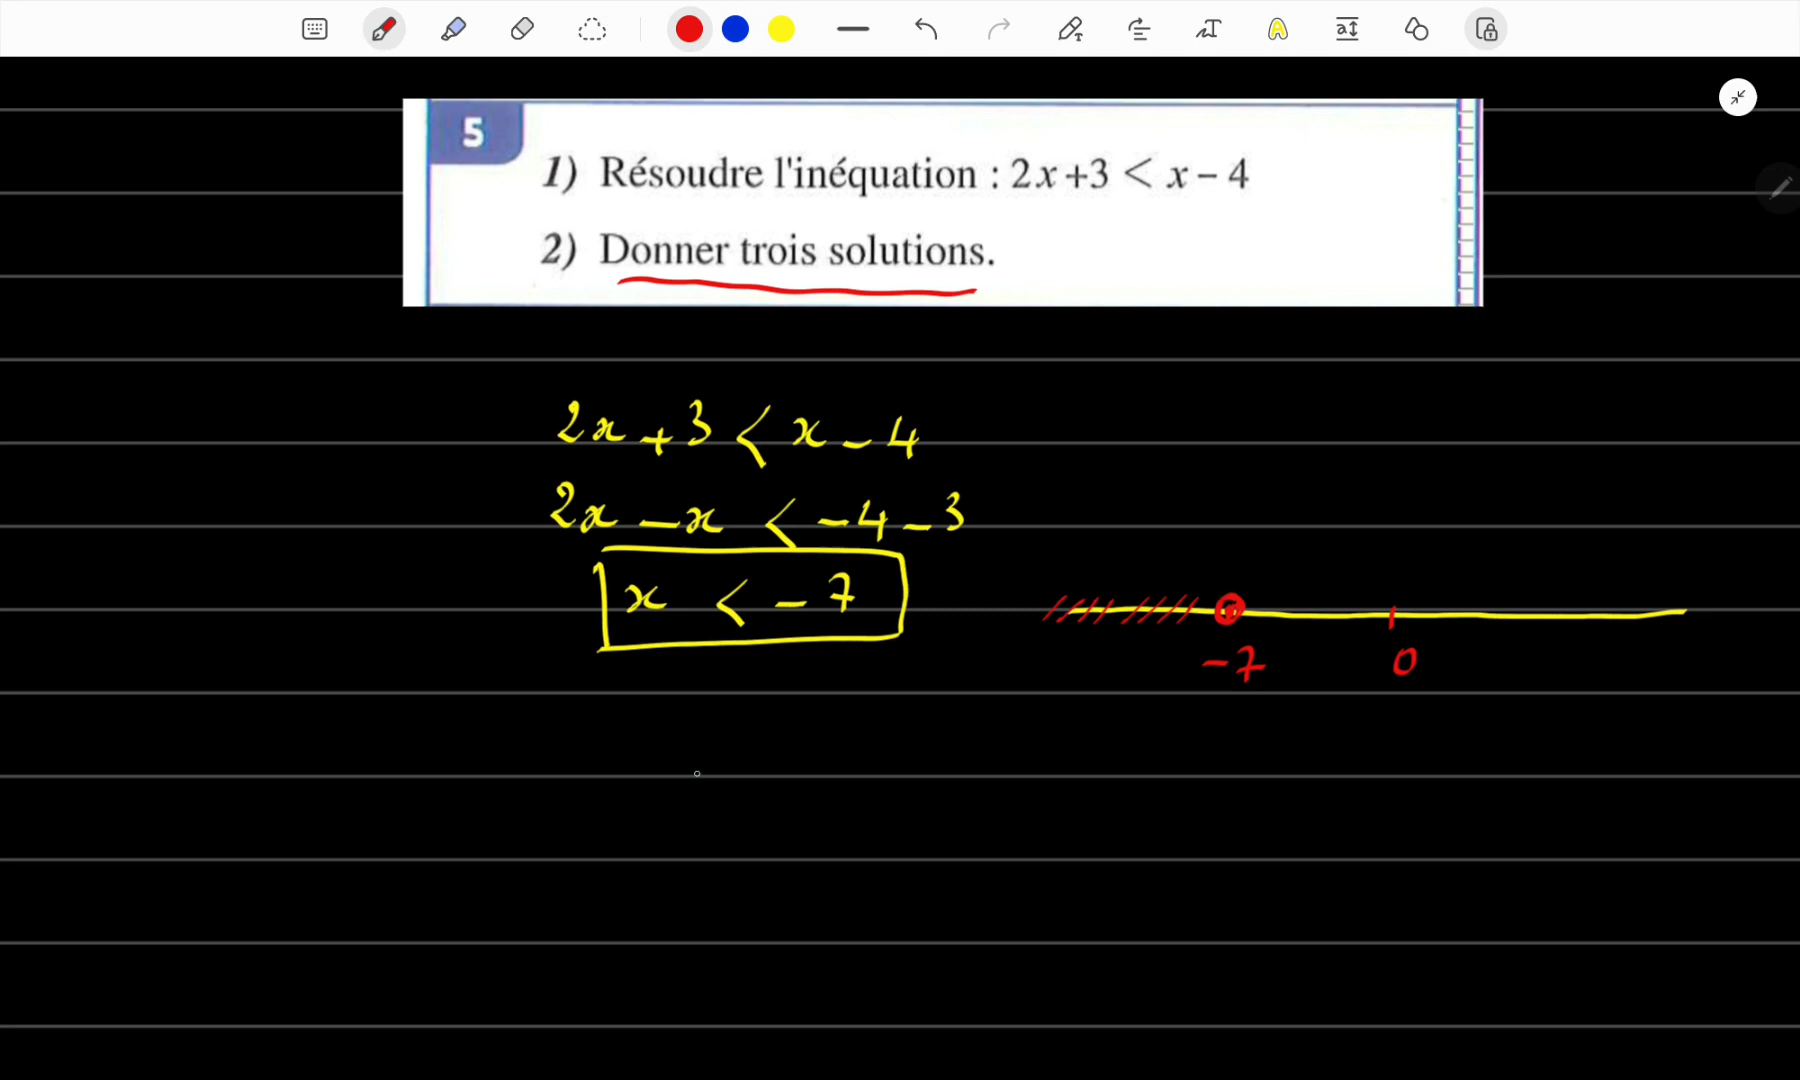 5
1) Résoudre l'inéquation : 2x+3 < x – 4
2) Donner trois solutions.
2x + 3 < x – 4
2x – x < – 4 – 3
x < – 7
– 7 0